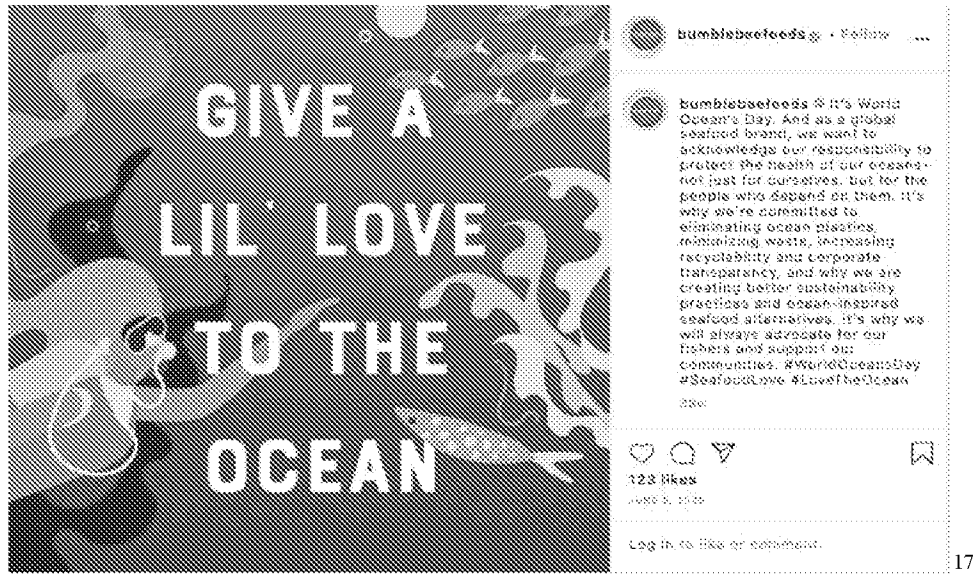 GIVE A
LIL' LOVE
TO THE
OCEAN
bumblebeefoods • Follow ...
bumblebeefoods It's World
Ocean's Day. And as a global
seafood brand, we want to
acknowledge our responsibility to
protect the health of our oceans–
not just for ourselves, but for the
people who depend on them. It's
why we're committed to
eliminating ocean plastics,
minimizing waste, increasing
recyclability and corporate
transparency, and why we are
creating better sustainability
practices and ocean-inspired
seafood alternatives. It's why we
will always advocate for our
fishers and support our
communities. #WorldOceansDay
#SeafoodLove #LoveTheOcean
123 likes
Log in to like or comment.
17